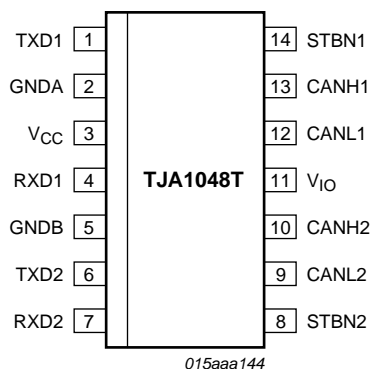 TXD1 1 14 STBN1
GNDA 2 13 CANH1
VCC 3 12 CANL1
RXD1 4 TJA1048T 11 VIO
GNDB 5 10 CANH2
TXD2 6 9 CANL2
RXD2 7 8 STBN2
015aaa144